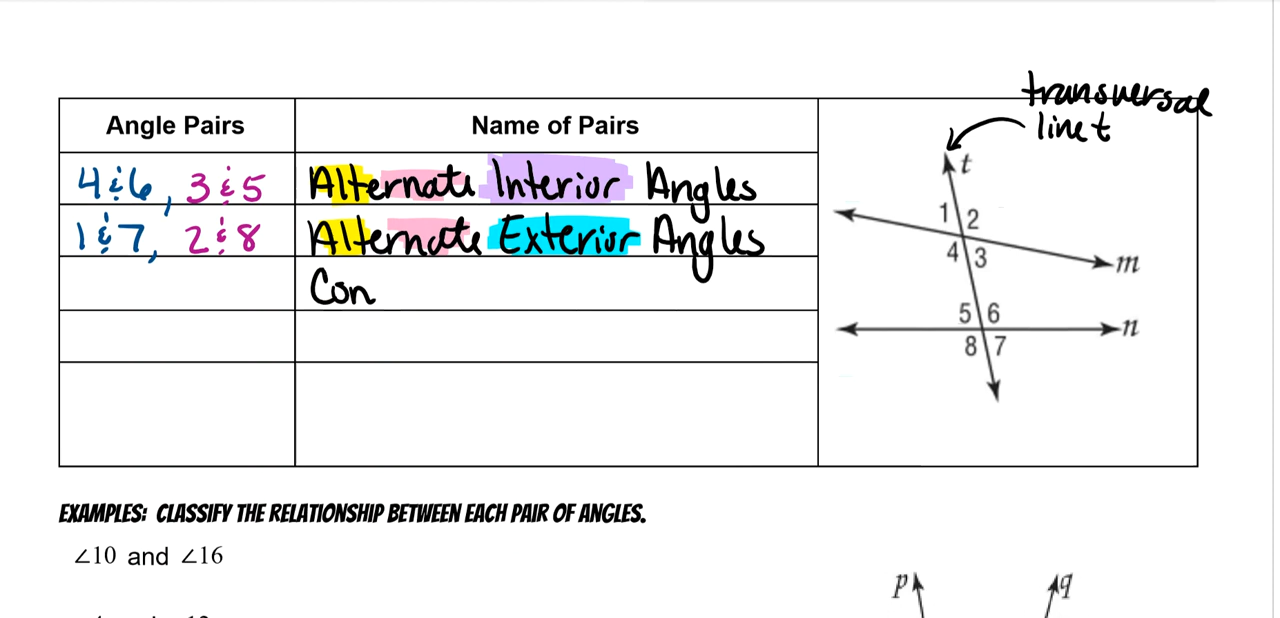 transversal
line t
Angle Pairs Name of Pairs
4 & 6, 3 & 5 Alternate Interior Angles
1 & 7, 2 & 8 Alternate Exterior Angles
Con
t
1 2
4 3
m
5 6
n
8 7
EXAMPLES: CLASSIFY THE RELATIONSHIP BETWEEN EACH PAIR OF ANGLES.
∠10 and ∠16
p q